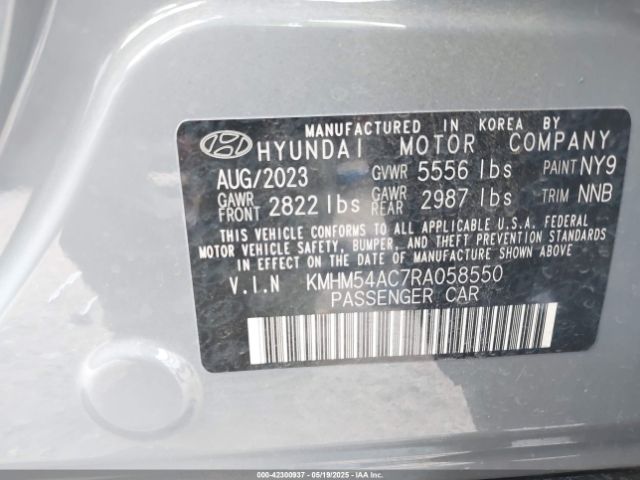 MANUFACTURED IN KOREA BY
HYUNDAI MOTOR COMPANY
AUG/2023 GVWR 5556 lbs PAINT NY9
GAWR FRONT 2822 lbs GAWR REAR 2987 lbs TRIM NNB
THIS VEHICLE CONFORMS TO ALL APPLICABLE U.S.A. FEDERAL
MOTOR VEHICLE SAFETY, BUMPER, AND THEFT PREVENTION STANDARDS
IN EFFECT ON THE DATE OF MANUFACTURE SHOWN ABOVE
V.I.N KMHM54AC7RA058550
PASSENGER CAR
000-42300937 - 05/19/2025 - IAAI.COM